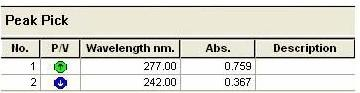 Peak Pick
No. P/V Wavelength nm. Abs. Description
1 277.00 0.759
2 242.00 0.367